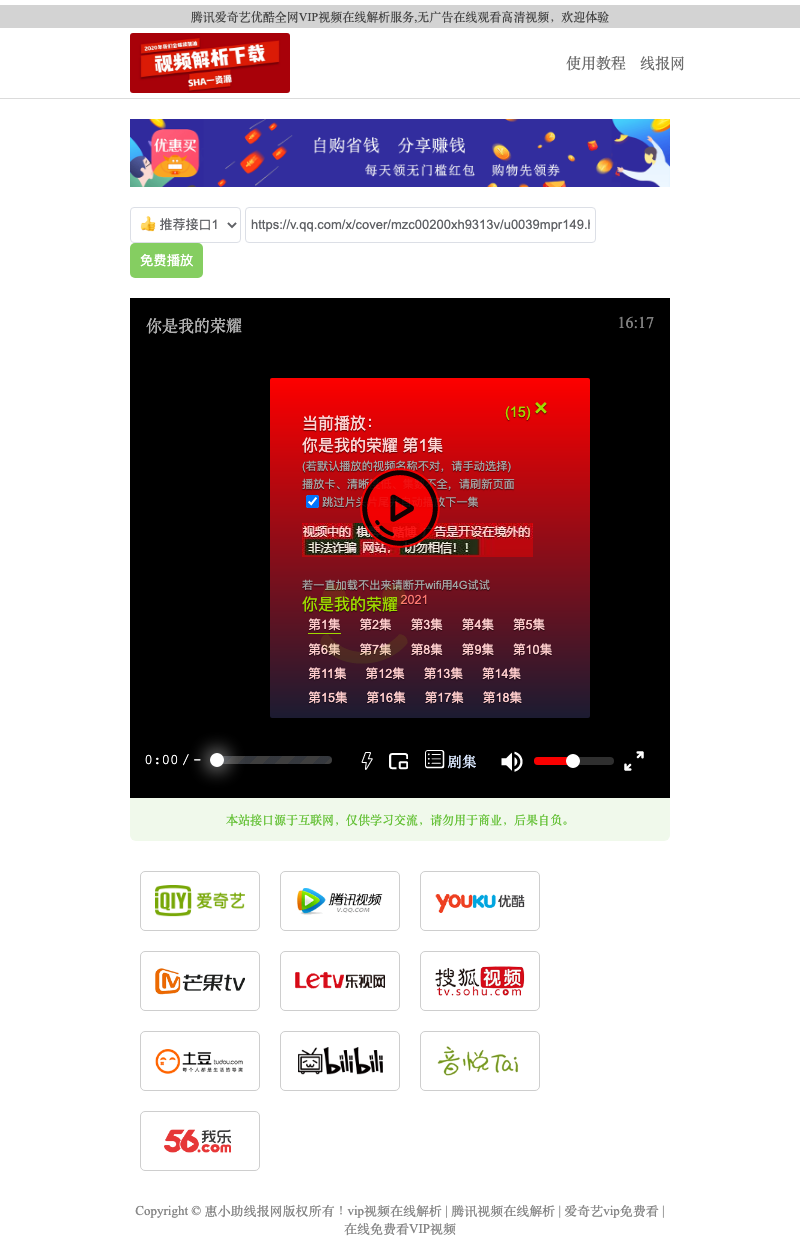 腾讯爱奇艺优酷全网VIP视频在线解析服务,无广告在线观看高清视频，欢迎体验
2020年我们去视频频道
视频解析下载
SHA一资源
使用教程 线报网
优惠买
自购省钱 分享赚钱
每天领无门槛红包 购物先领券
👍 推荐接口1
https://v.qq.com/x/cover/mzc00200xh9313v/u0039mpr149.h
免费播放
你是我的荣耀
16:17
(15) ×
当前播放：
你是我的荣耀 第1集
(若默认播放的视频名称不对，请手动选择)
播放卡、清晰 不全，请刷新页面
跳过片头 放下一集
视频中的 棋 告是开设在境外的
非法诈骗 网站， 切勿相信！！
若一直加载不出来请断开wifi用4G试试
你是我的荣耀 2021
第1集 第2集 第3集 第4集 第5集
第6集 第7集 第8集 第9集 第10集
第11集 第12集 第13集 第14集
第15集 第16集 第17集 第18集
0:00 / -
剧集
本站接口源于互联网，仅供学习交流，请勿用于商业，后果自负。
QIY 爱奇艺
腾讯视频
V.QQ.COM
YOUKU 优酷
芒果tv
Letv 乐视网
搜狐视频
tv.sohu.com
土豆 tudou.com
每个人都是生活的导演
bilibili
音悦Tai
56 我乐
.com
Copyright © 惠小助线报网版权所有！vip视频在线解析 | 腾讯视频在线解析 | 爱奇艺vip免费看 |
在线免费看VIP视频